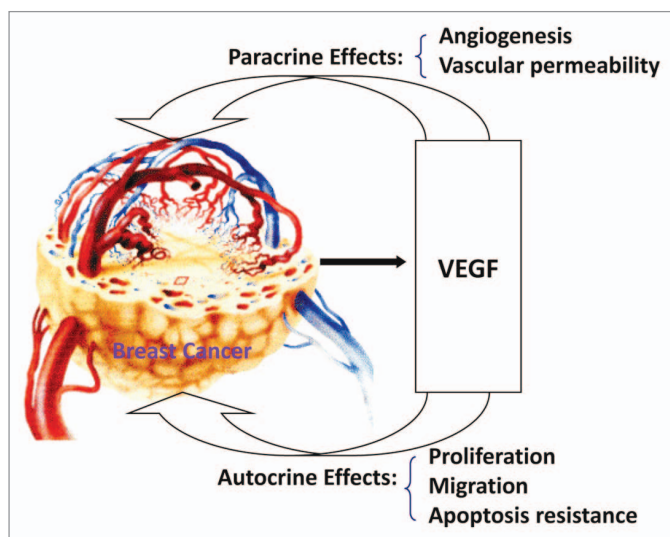 Paracrine Effects:
Angiogenesis
Vascular permeability
VEGF
Breast Cancer
Autocrine Effects:
Proliferation
Migration
Apoptosis resistance